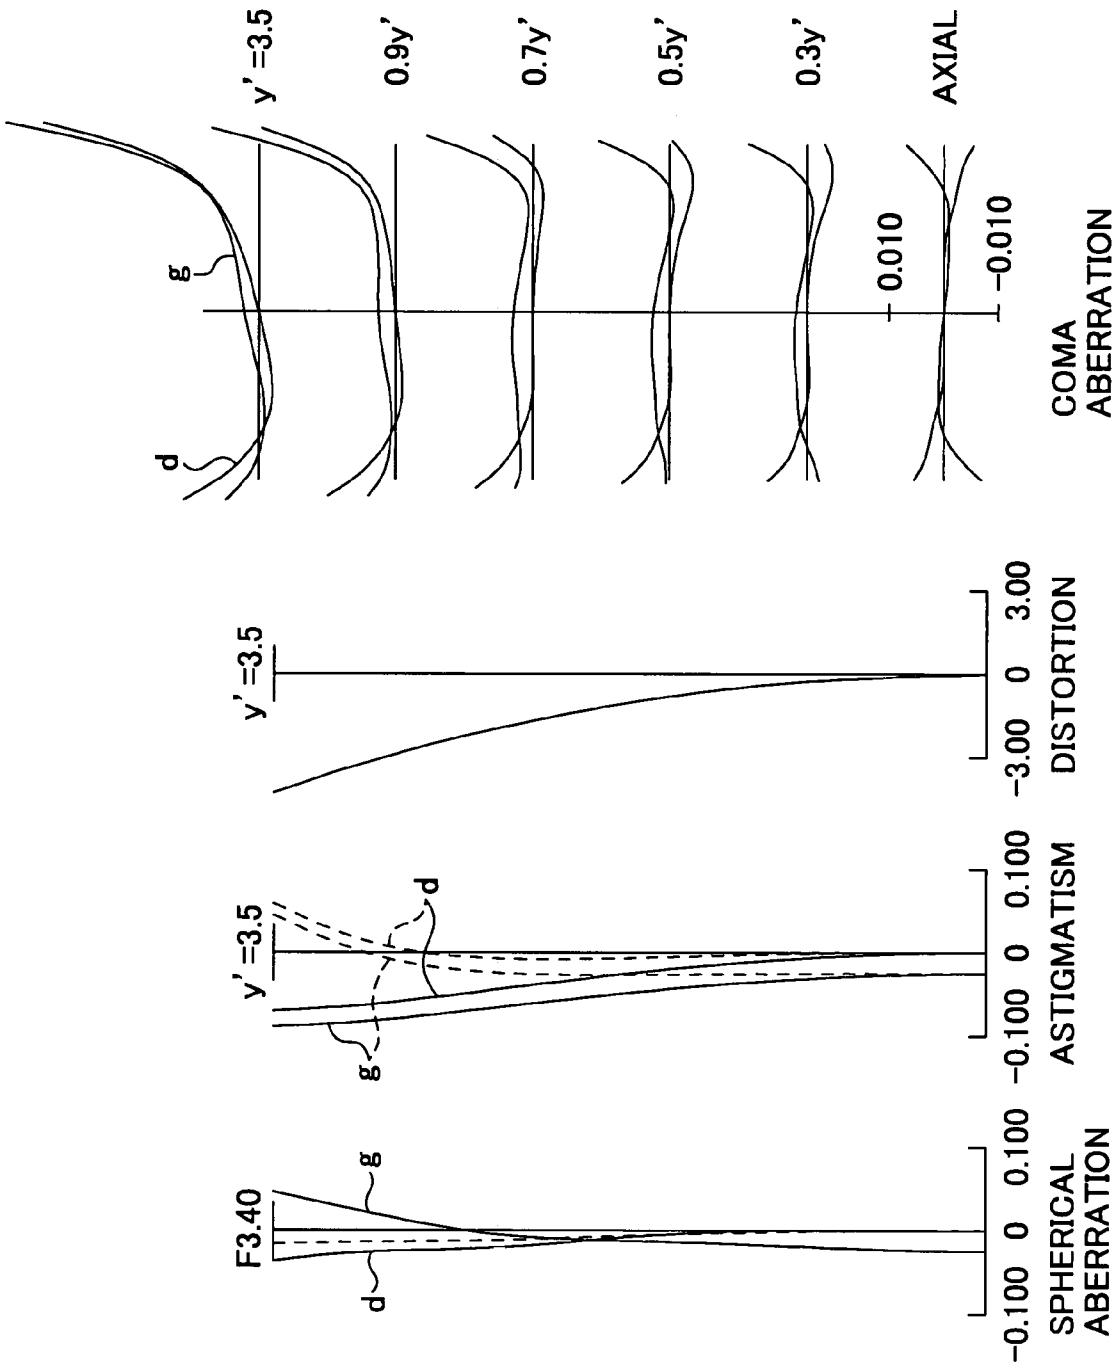 F3.40
g
d
-0.100 0 0.100
SPHERICAL
ABERRATION
y' =3.5
g
d
-0.100 0 0.100
ASTIGMATISM
y' =3.5
-3.00 0 3.00
DISTORTION
g
d
y' =3.5
0.9y'
0.7y'
0.5y'
0.3y'
AXIAL
0.010
-0.010
COMA
ABERRATION